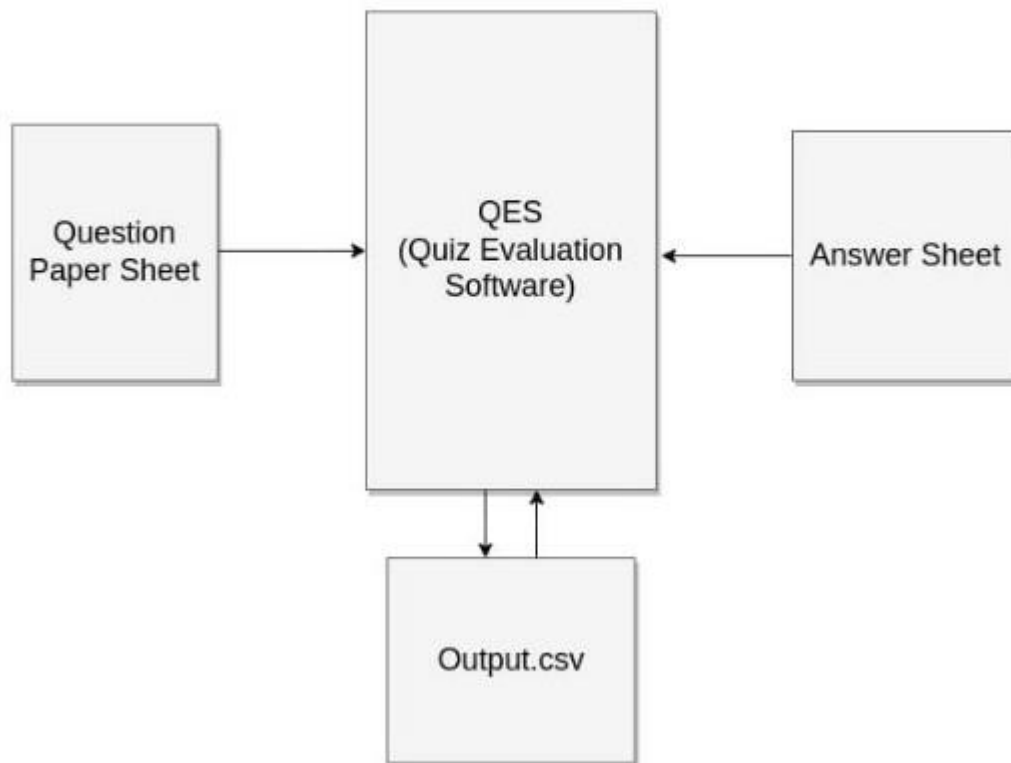 QES
(Quiz Evaluation
Software)
Question
Paper Sheet
Answer Sheet
Output.csv